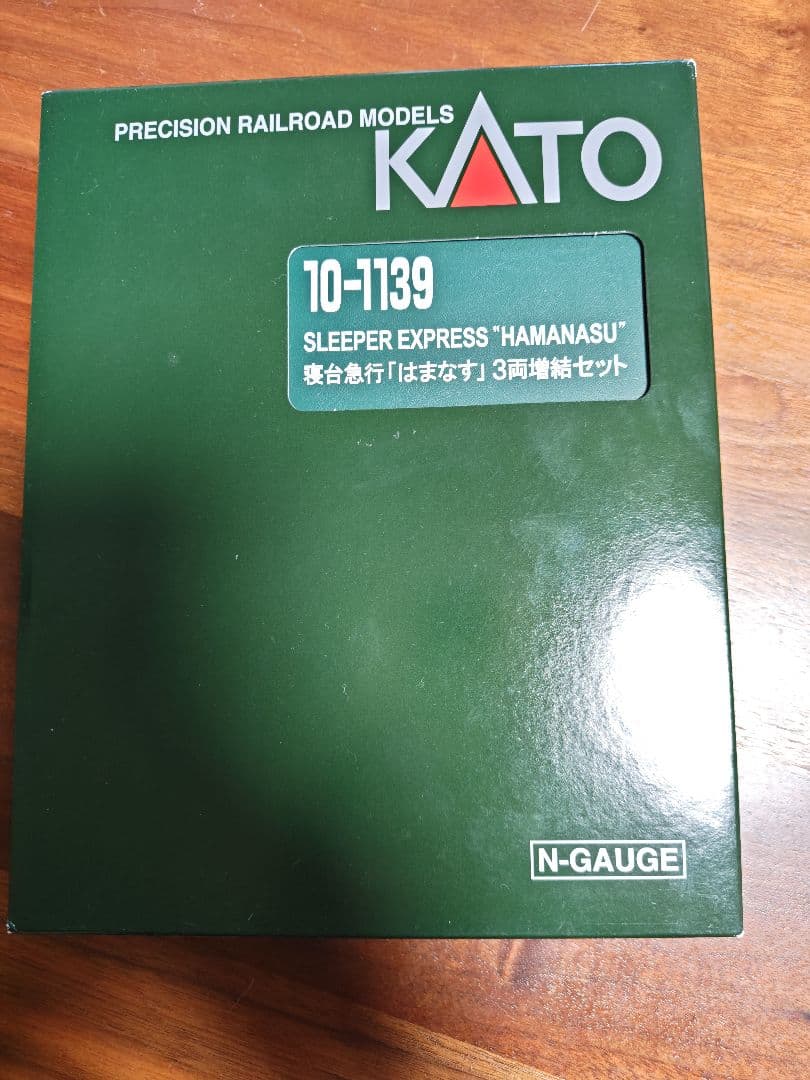 PRECISION RAILROAD MODELS
KATO
10-1139
SLEEPER EXPRESS "HAMANASU"
寝台急行「はまなす」3両増結セット
N-GAUGE